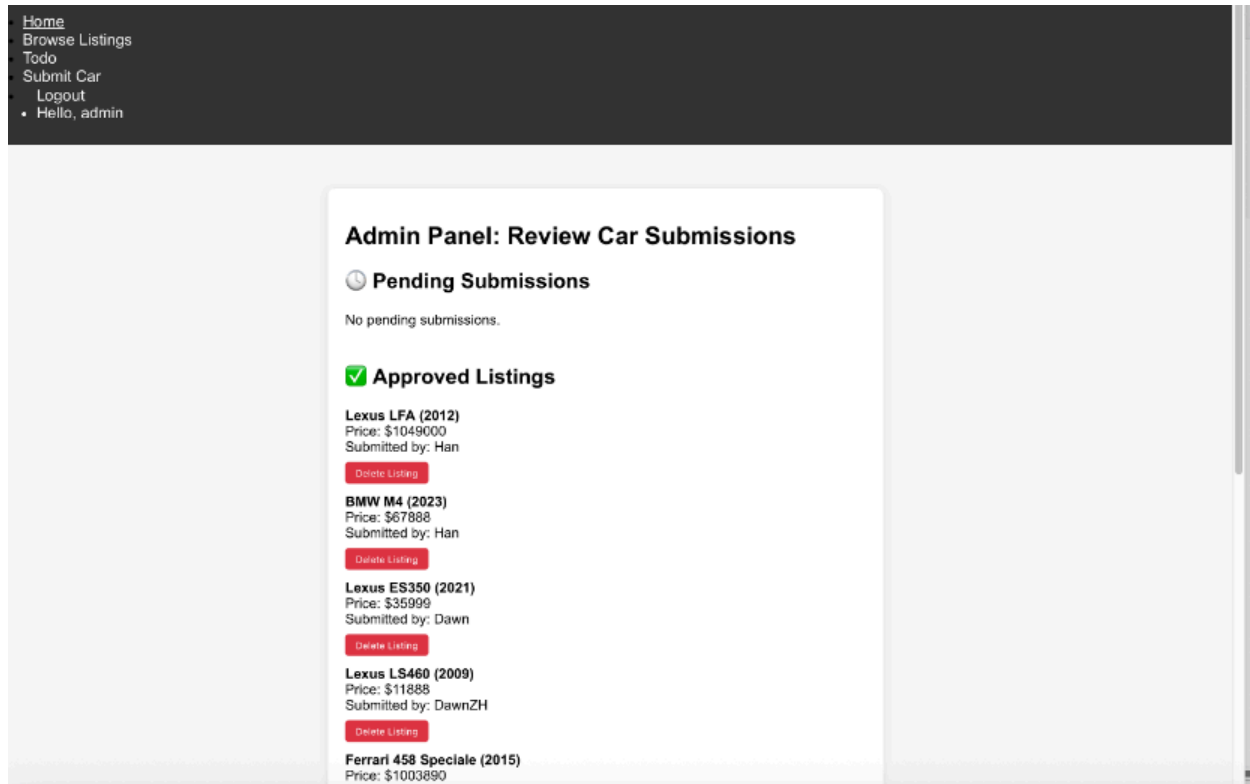 Home
Browse Listings
Todo
Submit Car
Logout
Hello, admin
Admin Panel: Review Car Submissions
🕓 Pending Submissions
No pending submissions.
✅ Approved Listings
Lexus LFA (2012)
Price: $1049000
Submitted by: Han
Delete Listing
BMW M4 (2023)
Price: $67888
Submitted by: Han
Delete Listing
Lexus ES350 (2021)
Price: $35999
Submitted by: Dawn
Delete Listing
Lexus LS460 (2009)
Price: $11888
Submitted by: DawnZH
Delete Listing
Ferrari 458 Speciale (2015)
Price: $1003890